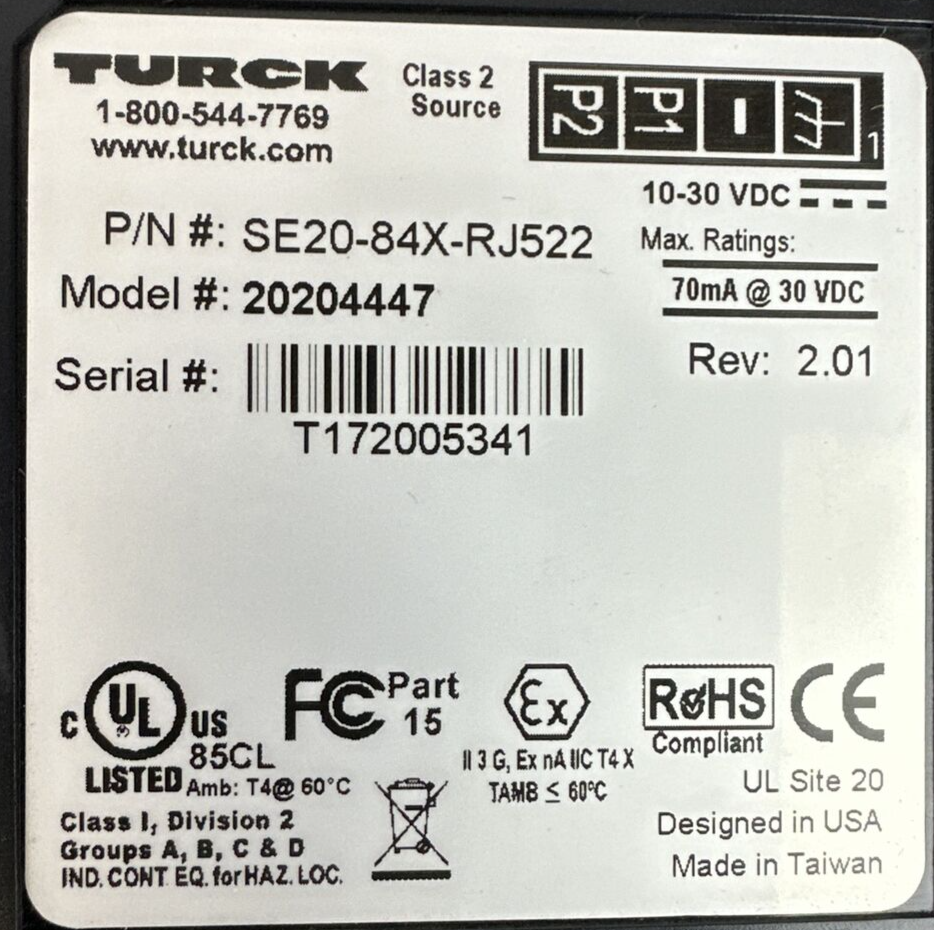 TURCK
1-800-544-7769
www.turck.com
Class 2
Source
P2 P1 1
10-30 VDC
P/N #: SE20-84X-RJ522
Max. Ratings:
70mA @ 30 VDC
Model #: 20204447
Rev: 2.01
Serial #:
T172005341
C UL US
LISTED
85CL
Amb: T4@ 60°C
Class I, Division 2
Groups A, B, C & D
IND. CONT. EQ. for HAZ. LOC.
FC Part
15
Ex
II 3 G, Ex nA IIC T4 X
TAMB ≤ 60°C
RoHS
Compliant
CE
UL Site 20
Designed in USA
Made in Taiwan